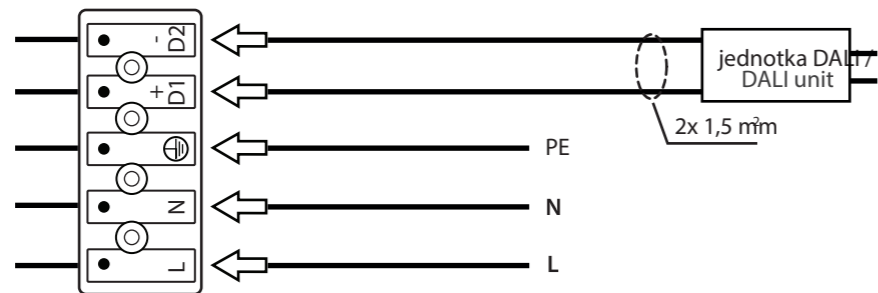 - D2
+ D1
N
L
jednotka DALI /
DALI unit
2x 1,5 mm²
PE
N
L